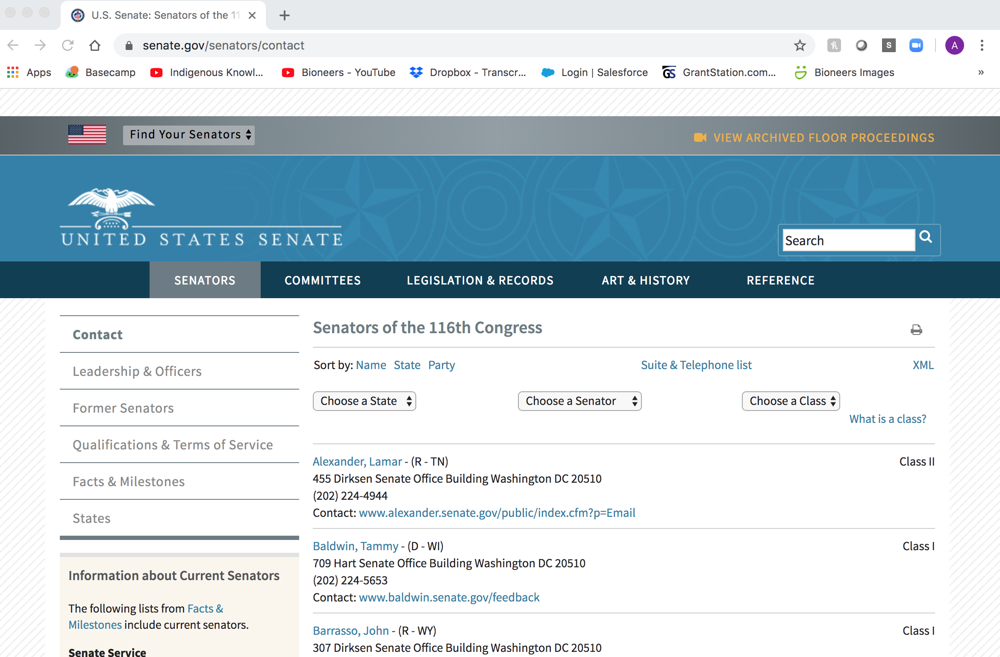 U.S. Senate: Senators of the 11
senate.gov/senators/contact
A
Apps Basecamp Indigenous Knowl... Bioneers - YouTube Dropbox - Transcr... Login | Salesforce GS GrantStation.com... Bioneers Images »
Find Your Senators
VIEW ARCHIVED FLOOR PROCEEDINGS
UNITED STATES SENATE
Search
SENATORS COMMITTEES LEGISLATION & RECORDS ART & HISTORY REFERENCE
Contact
Leadership & Officers
Former Senators
Qualifications & Terms of Service
Facts & Milestones
States
Information about Current Senators
The following lists from Facts &
Milestones include current senators.
Senate Service
Senators of the 116th Congress
Sort by: Name State Party Suite & Telephone list XML
Choose a State Choose a Senator Choose a Class
What is a class?
Alexander, Lamar - (R - TN) Class II
455 Dirksen Senate Office Building Washington DC 20510
(202) 224-4944
Contact: www.alexander.senate.gov/public/index.cfm?p=Email
Baldwin, Tammy - (D - WI) Class I
709 Hart Senate Office Building Washington DC 20510
(202) 224-5653
Contact: www.baldwin.senate.gov/feedback
Barrasso, John - (R - WY) Class I
307 Dirksen Senate Office Building Washington DC 20510